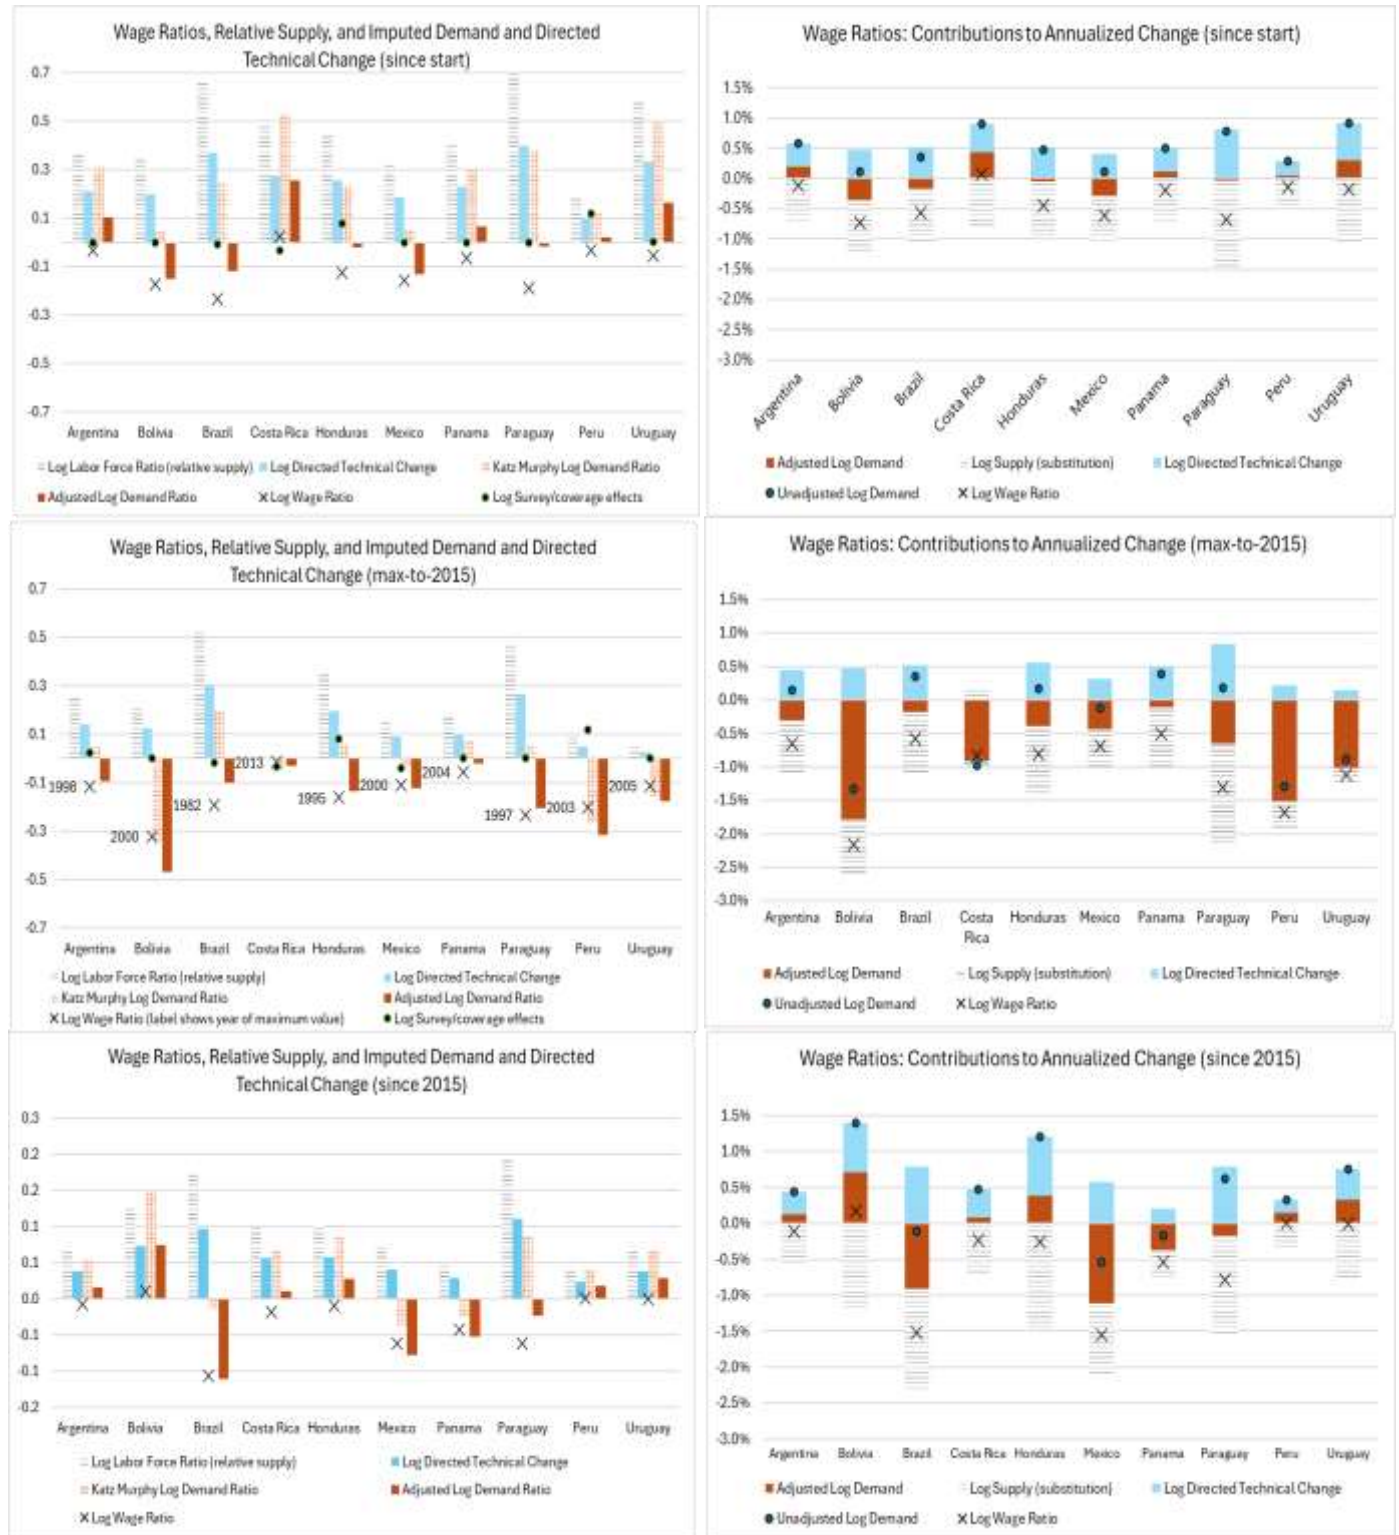 Wage Ratios, Relative Supply, and Imputed Demand and Directed
Technical Change (since start)
0.7
0.5
0.3
0.1
-0.1
-0.3
-0.5
-0.7
Argentina Bolivia Brazil Costa Rica Honduras Mexico Panama Paraguay Peru Uruguay
Log Labor Force Ratio (relative supply) Log Directed Technical Change Katz Murphy Log Demand Ratio
Adjusted Log Demand Ratio Log Wage Ratio Log Survey/coverage effects
Wage Ratios: Contributions to Annualized Change (since start)
1.5%
1.0%
0.5%
0.0%
-0.5%
-1.0%
-1.5%
-2.0%
-2.5%
-3.0%
Argentina Bolivia Brazil Costa Rica Honduras Mexico Panama Paraguay Peru Uruguay
Adjusted Log Demand Log Supply (substitution) Log Directed Technical Change
Unadjusted Log Demand Log Wage Ratio
Wage Ratios, Relative Supply, and Imputed Demand and Directed
Technical Change (max-to-2015)
0.7
0.5
0.3
0.1
-0.1
-0.3
-0.5
-0.7
1998
2000
1982
2013
1995
2000
2004
1997
2003
2005
Argentina Bolivia Brazil Costa Rica Honduras Mexico Panama Paraguay Peru Uruguay
Log Labor Force Ratio (relative supply) Log Directed Technical Change
Katz Murphy Log Demand Ratio Adjusted Log Demand Ratio
Log Wage Ratio (label shows year of maximum value) Log Survey/coverage effects
Wage Ratios: Contributions to Annualized Change (max-to-2015)
1.5%
1.0%
0.5%
0.0%
-0.5%
-1.0%
-1.5%
-2.0%
-2.5%
-3.0%
Argentina Bolivia Brazil Costa Honduras Mexico Panama Paraguay Peru Uruguay
Rica
Adjusted Log Demand Log Supply (substitution) Log Directed Technical Change
Unadjusted Log Demand Log Wage Ratio
Wage Ratios, Relative Supply, and Imputed Demand and Directed
Technical Change (since 2015)
0.3
0.2
0.2
0.1
0.1
0.0
-0.1
-0.1
-0.2
Argentina Bolivia Brazil Costa Rica Honduras Mexico Panama Paraguay Peru Uruguay
Log Labor Force Ratio (relative supply) Log Directed Technical Change
Katz Murphy Log Demand Ratio Adjusted Log Demand Ratio
Log Wage Ratio
Wage Ratios: Contributions to Annualized Change (since 2015)
1.5%
1.0%
0.5%
0.0%
-0.5%
-1.0%
-1.5%
-2.0%
-2.5%
-3.0%
Argentina Bolivia Brazil Costa Rica Honduras Mexico Panama Paraguay Peru Uruguay
Adjusted Log Demand Log Supply (substitution) Log Directed Technical Change
Unadjusted Log Demand Log Wage Ratio